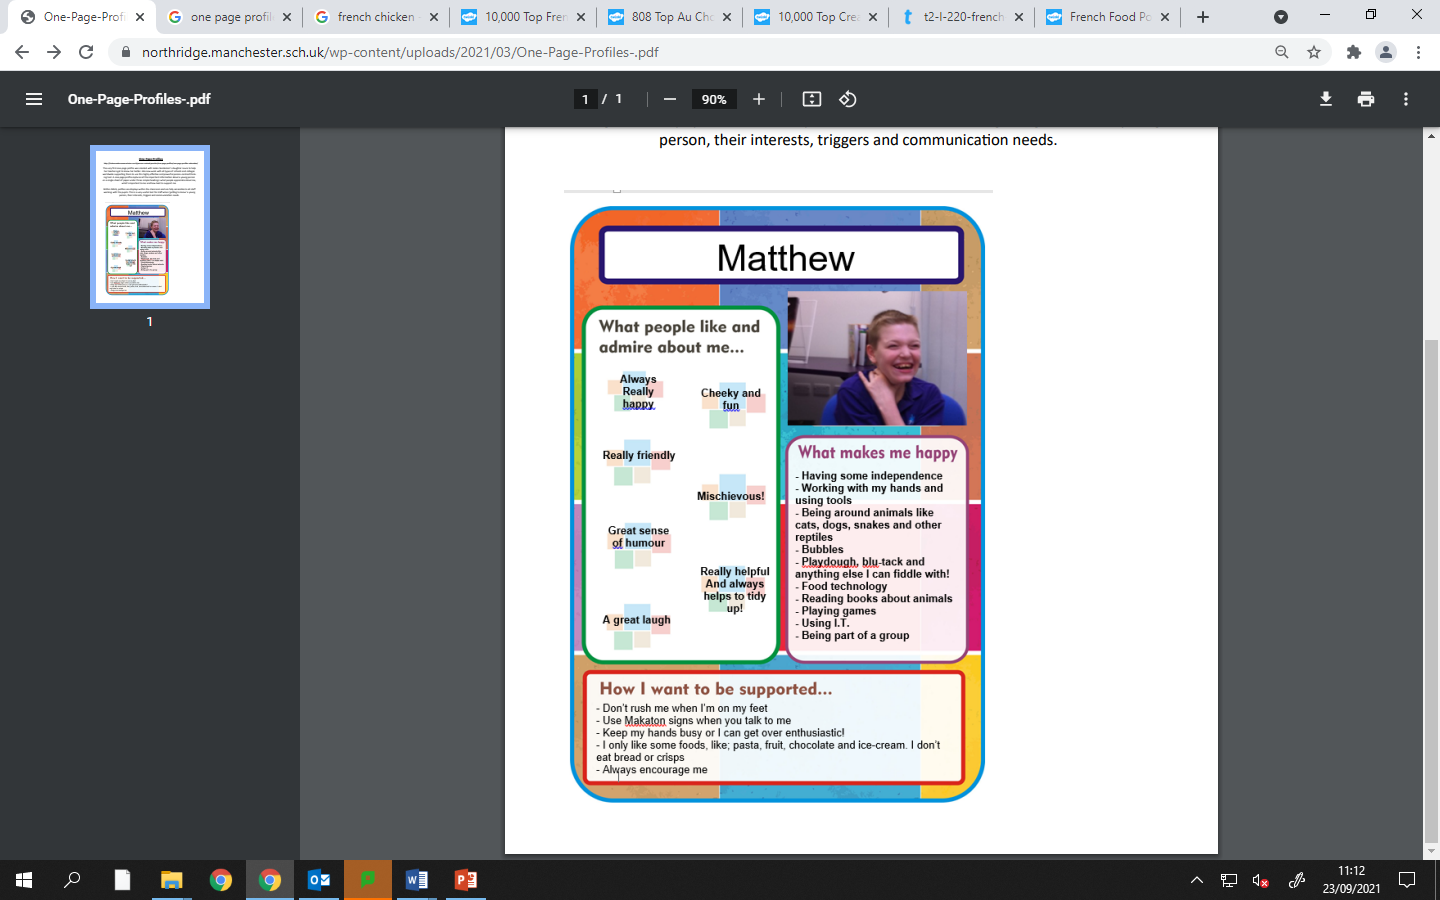 One-Page-Profi
one page profil
french chicken
10,000 Top Fren
808 Top Au Cho
10,000 Top Crea
t2-l-220-french
French Food Po
northridge.manchester.sch.uk/wp-content/uploads/2021/03/One-Page-Profiles-.pdf
One-Page-Profiles-.pdf
1 / 1
90%
person, their interests, triggers and communication needs.
Matthew
1
What people like and
admire about me...
Always
Really
happy
Cheeky and
fun
Really friendly
Mischievous!
Great sense
of humour
Really helpful
And always
helps to tidy
up!
A great laugh
What makes me happy
- Having some independence
- Working with my hands and
using tools
- Being around animals like
cats, dogs, snakes and other
reptiles
- Bubbles
- Playdough, blu-tack and
anything else I can fiddle with!
- Food technology
- Reading books about animals
- Playing games
- Using I.T.
- Being part of a group
How I want to be supported...
- Don't rush me when I'm on my feet
- Use Makaton signs when you talk to me
- Keep my hands busy or I can get over enthusiastic!
- I only like some foods, like; pasta, fruit, chocolate and ice-cream. I don't
eat bread or crisps
- Always encourage me
11:12
23/09/2021